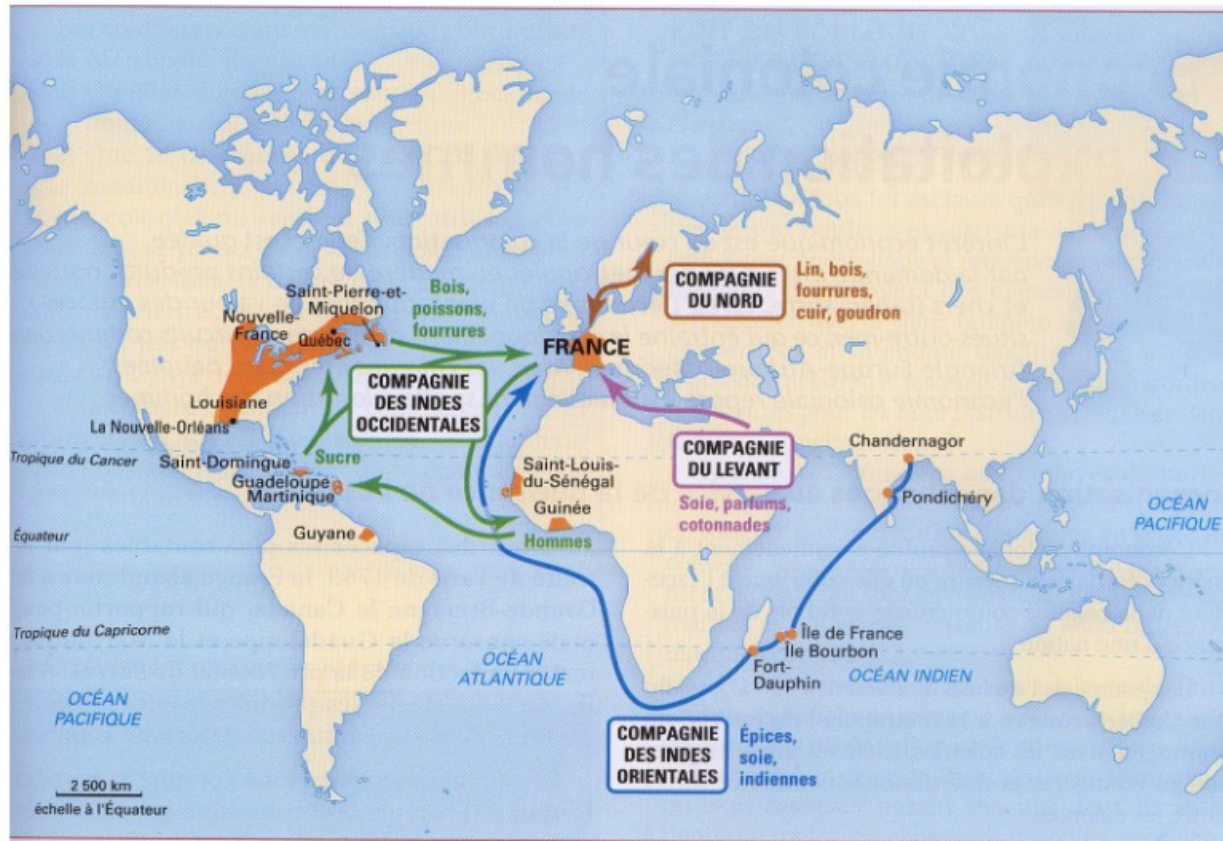 Saint-Pierre-et-
Miquelon
Nouvelle-
France
Québec
Bois,
poissons,
fourrures
Louisiane
La Nouvelle-Orléans
COMPAGNIE
DES INDES
OCCIDENTALES
FRANCE
COMPAGNIE
DU NORD
Lin, bois,
fourrures,
cuir, goudron
COMPAGNIE
DU LEVANT
Soie, parfums,
cotonnades
Tropique du Cancer
Saint-Domingue
Sucre
Guadeloupe
Martinique
Saint-Louis-
du-Sénégal
Guinée
Hommes
Guyane
Chandernagor
Pondichéry
OCÉAN
PACIFIQUE
Équateur
Tropique du Capricorne
Île de France
Île Bourbon
Fort-
Dauphin
OCÉAN INDIEN
OCÉAN
ATLANTIQUE
OCÉAN
PACIFIQUE
COMPAGNIE
DES INDES
ORIENTALES
Épices,
soie,
indiennes
2 500 km
échelle à l'Équateur